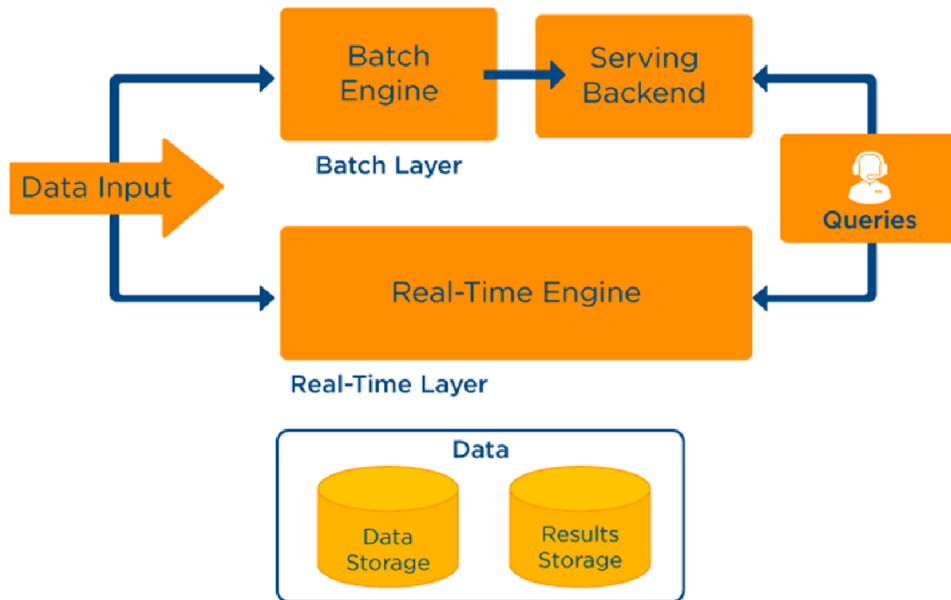 Batch
Engine
Serving
Backend
Batch Layer
Data Input
Queries
Real-Time Engine
Real-Time Layer
Data
Data
Storage
Results
Storage